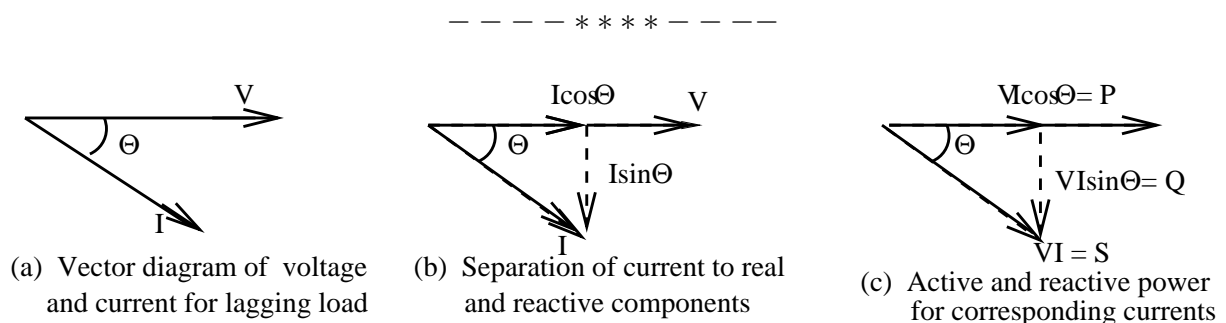 − − − − ∗ ∗ ∗ ∗ − − − −−
V
Θ
I
(a) Vector diagram of voltage
and current for lagging load
IcosΘ
V
Θ
IsinΘ
I
(b) Separation of current to real
and reactive components
VIcosΘ= P
Θ
VIsinΘ= Q
VI = S
(c) Active and reactive power
for corresponding currents